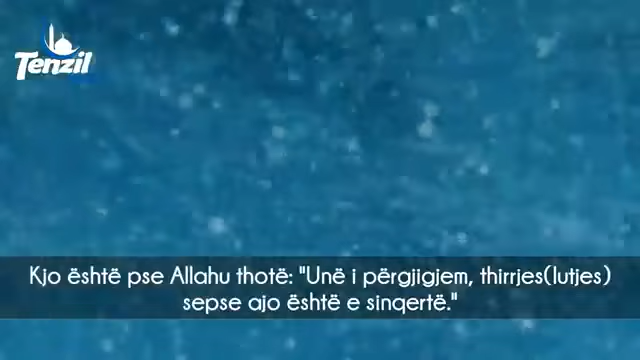 Tenzil
Kjo është pse Allahu thotë: "Unë i përgjigjem, thirrjes(lutjes)
sepse ajo është e sinqertë."